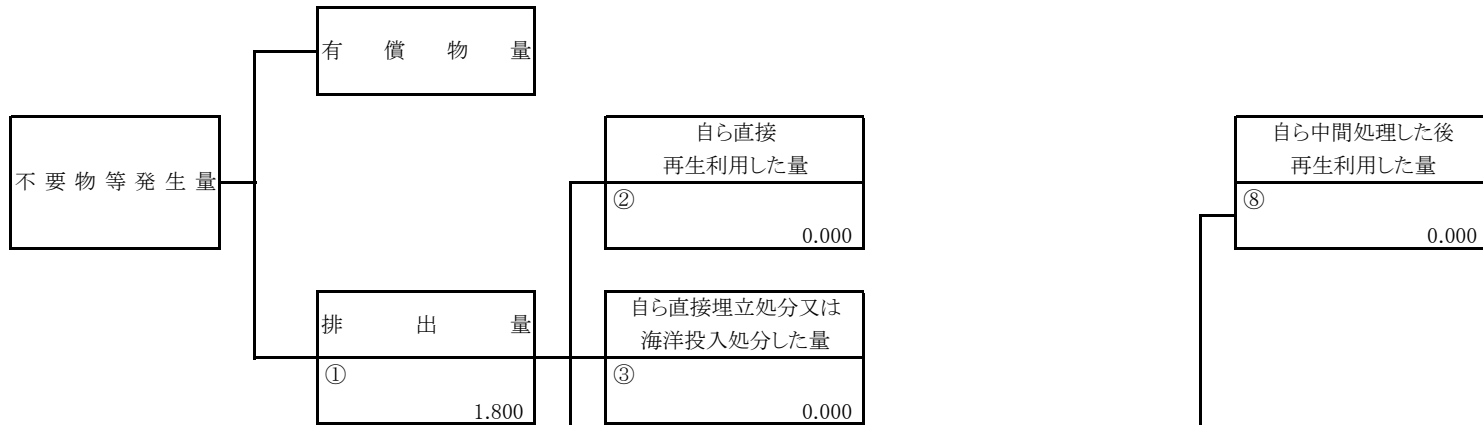 有償物量
不要物等発生量
自ら直接
再生利用した量
②
0.000
自ら中間処理した後
再生利用した量
⑧
0.000
排出量
①
1.800
自ら直接埋立処分又は
海洋投入処分した量
③
0.000